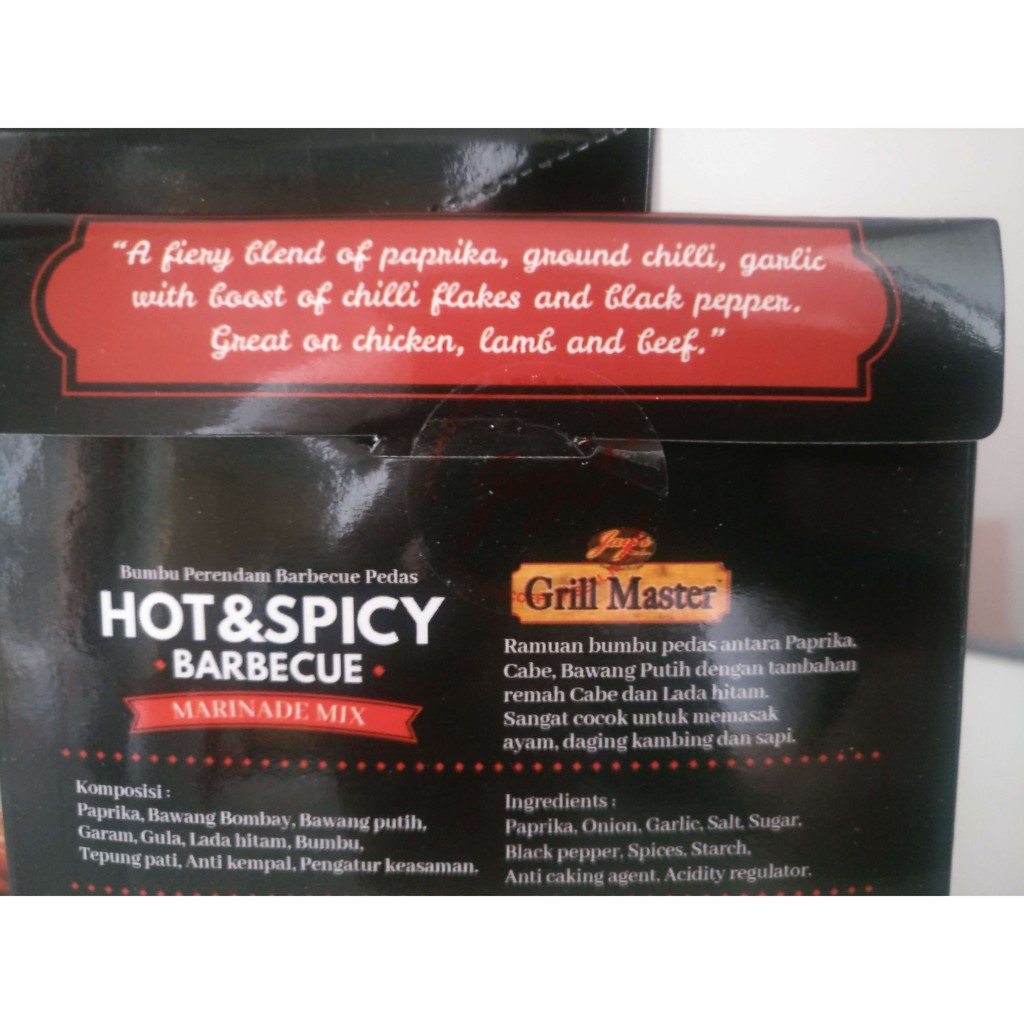 “A fiery blend of paprika, ground chilli, garlic
with boost of chilli flakes and black pepper.
Great on chicken, lamb and beef.”
Bumbu Perendam Barbecue Pedas
HOT&SPICY
BARBECUE
MARINADE MIX
Jay's
Grill Master
Ramuan bumbu pedas antara Paprika,
Cabe, Bawang Putih dengan tambahan
remah Cabe dan Lada hitam.
Sangat cocok untuk memasak
ayam, daging kambing dan sapi.
Komposisi :
Paprika, Bawang Bombay, Bawang putih,
Garam, Gula, Lada hitam, Bumbu,
Tepung pati, Anti kempal, Pengatur keasaman.
Ingredients :
Paprika, Onion, Garlic, Salt, Sugar,
Black pepper, Spices, Starch,
Anti caking agent, Acidity regulator.